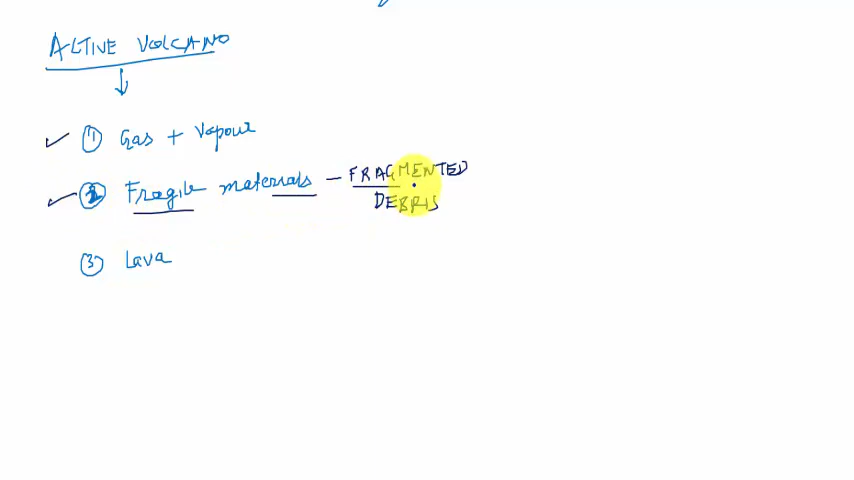 ACTIVE VOLCANO
① Gas + Vapour
② Fragile materials - FRAGMENTED
DEBRIS
③ Lava